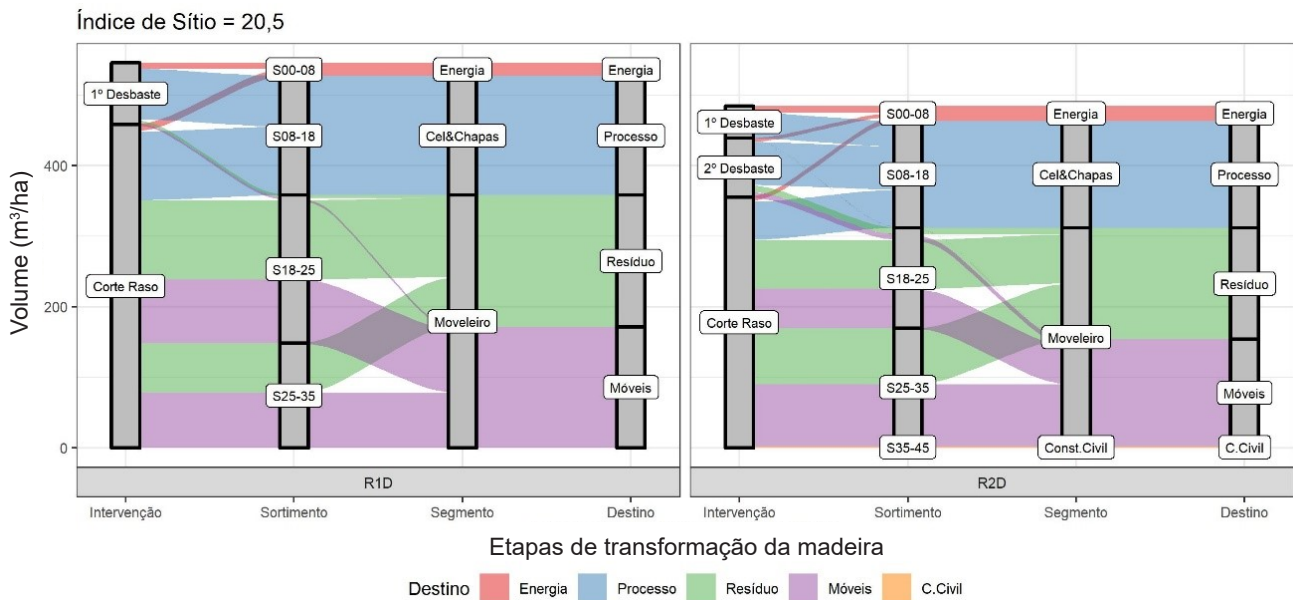 Índice de Sítio = 20,5
Volume (m³/ha)
400
200
0
1º Desbaste
Corte Raso
S00-08
S08-18
S18-25
S25-35
Energia
Cel&Chapas
Moveleiro
Energia
Processo
Resíduo
Móveis
R1D
Intervenção Sortimento Segmento Destino
1º Desbaste
2º Desbaste
Corte Raso
S00-08
S08-18
S18-25
S25-35
S35-45
Energia
Cel&Chapas
Moveleiro
Const.Civil
Energia
Processo
Resíduo
Móveis
C.Civil
R2D
Intervenção Sortimento Segmento Destino
Etapas de transformação da madeira
Destino Energia Processo Resíduo Móveis C.Civil